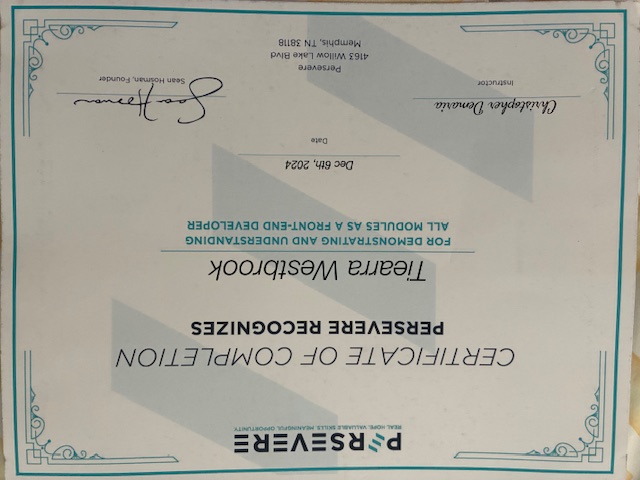 PERSEVERE
REAL HOPE. VALUABLE SKILLS. MEANINGFUL OPPORTUNITY.
CERTIFICATE OF COMPLETION
PERSEVERE RECOGNIZES
Tiearra Westbrook
FOR DEMONSTRATING AND UNDERSTANDING
ALL MODULES AS A FRONT-END DEVELOPER
Dec 6th, 2024
Date
Christopher Demaria
Instructor
Sean Hosman
Sean Hosman, Founder
Persevere
4163 Willow Lake Blvd
Memphis, TN 38118